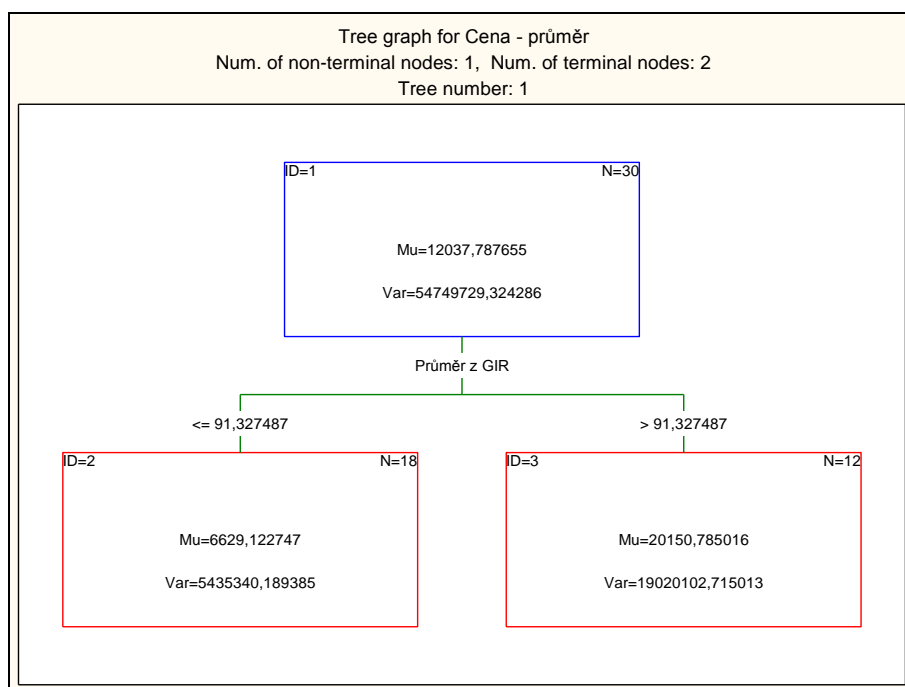 Tree graph for Cena - průměr
Num. of non-terminal nodes: 1,  Num. of terminal nodes: 2
Tree number: 1
ID=1 N=30
Mu=12037,787655
Var=54749729,324286
Průměr z GIR
<= 91,327487 > 91,327487
ID=2 N=18 ID=3 N=12
Mu=6629,122747 Mu=20150,785016
Var=5435340,189385 Var=19020102,715013